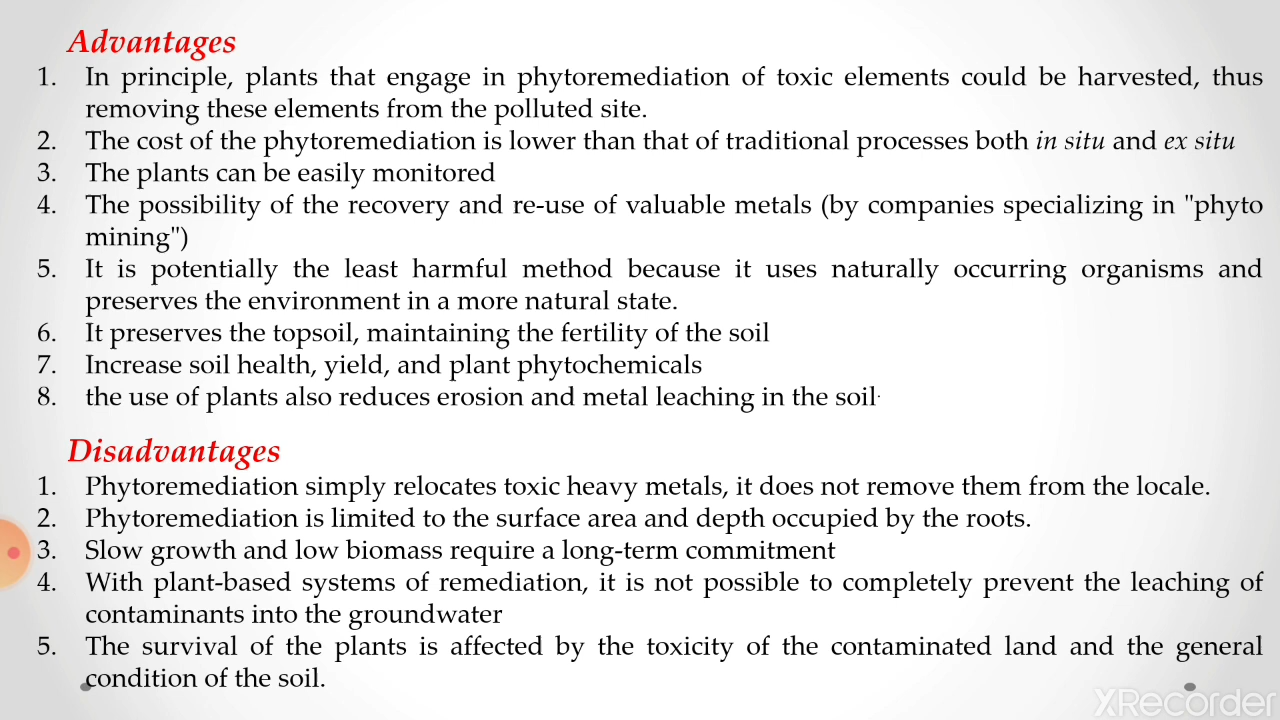 Advantages
1. In principle, plants that engage in phytoremediation of toxic elements could be harvested, thus
removing these elements from the polluted site.
2. The cost of the phytoremediation is lower than that of traditional processes both in situ and ex situ
3. The plants can be easily monitored
4. The possibility of the recovery and re-use of valuable metals (by companies specializing in "phyto
mining")
5. It is potentially the least harmful method because it uses naturally occurring organisms and
preserves the environment in a more natural state.
6. It preserves the topsoil, maintaining the fertility of the soil
7. Increase soil health, yield, and plant phytochemicals
8. the use of plants also reduces erosion and metal leaching in the soil.
Disadvantages
1. Phytoremediation simply relocates toxic heavy metals, it does not remove them from the locale.
2. Phytoremediation is limited to the surface area and depth occupied by the roots.
3. Slow growth and low biomass require a long-term commitment
4. With plant-based systems of remediation, it is not possible to completely prevent the leaching of
contaminants into the groundwater
5. The survival of the plants is affected by the toxicity of the contaminated land and the general
condition of the soil.
XRecorder